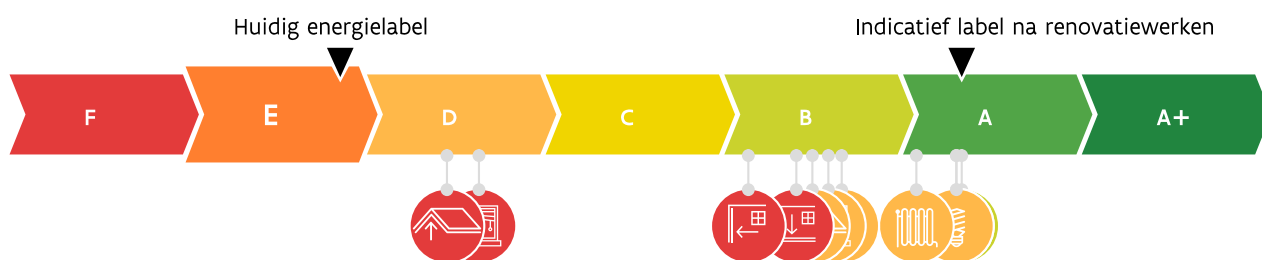 Huidig energielabel
Indicatief label na renovatiewerken
F
E
D
C
B
A
A+